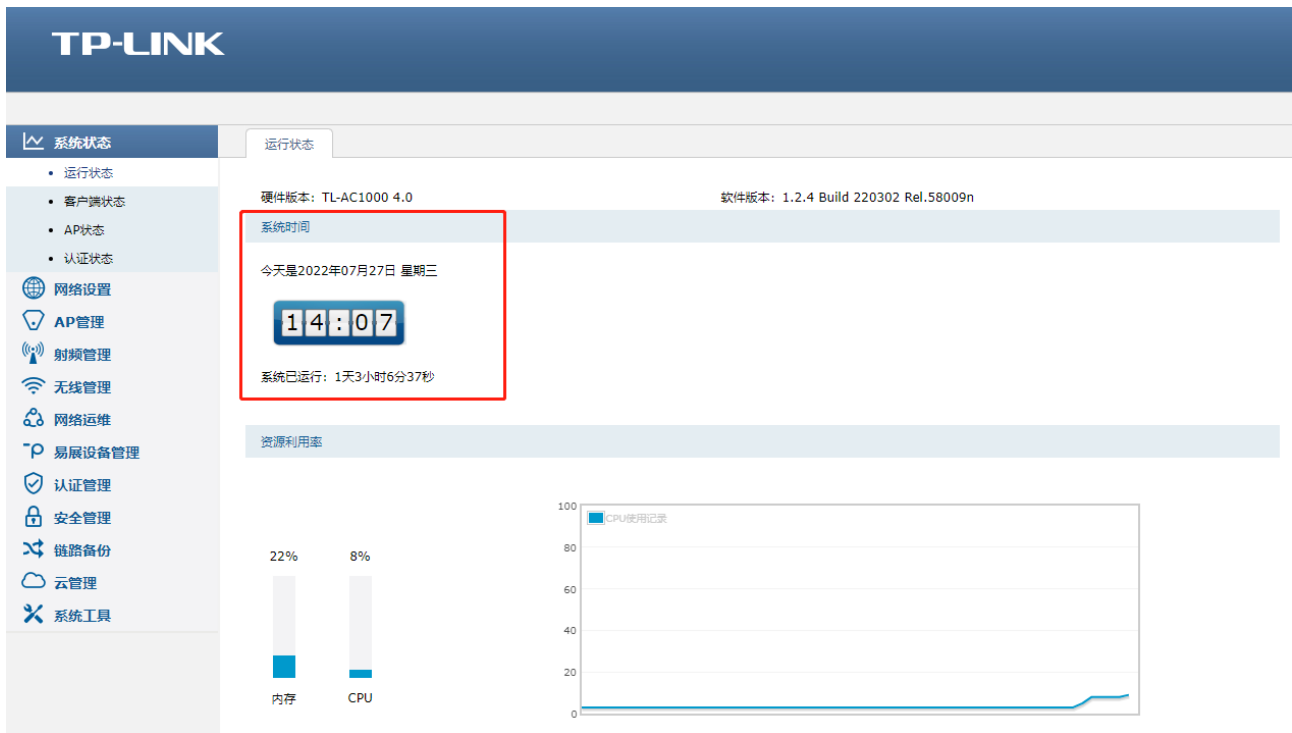 TP-LINK
系统状态
运行状态
客户端状态
AP状态
认证状态
网络设置
AP管理
射频管理
无线管理
网络运维
易展设备管理
认证管理
安全管理
链路备份
云管理
系统工具
运行状态
硬件版本：TL-AC1000 4.0 软件版本：1.2.4 Build 220302 Rel.58009n
系统时间
今天是2022年07月27日 星期三
14:07
系统已运行：1天3小时6分37秒
资源利用率
22% 8%
内存 CPU
CPU使用记录
100
80
60
40
20
0